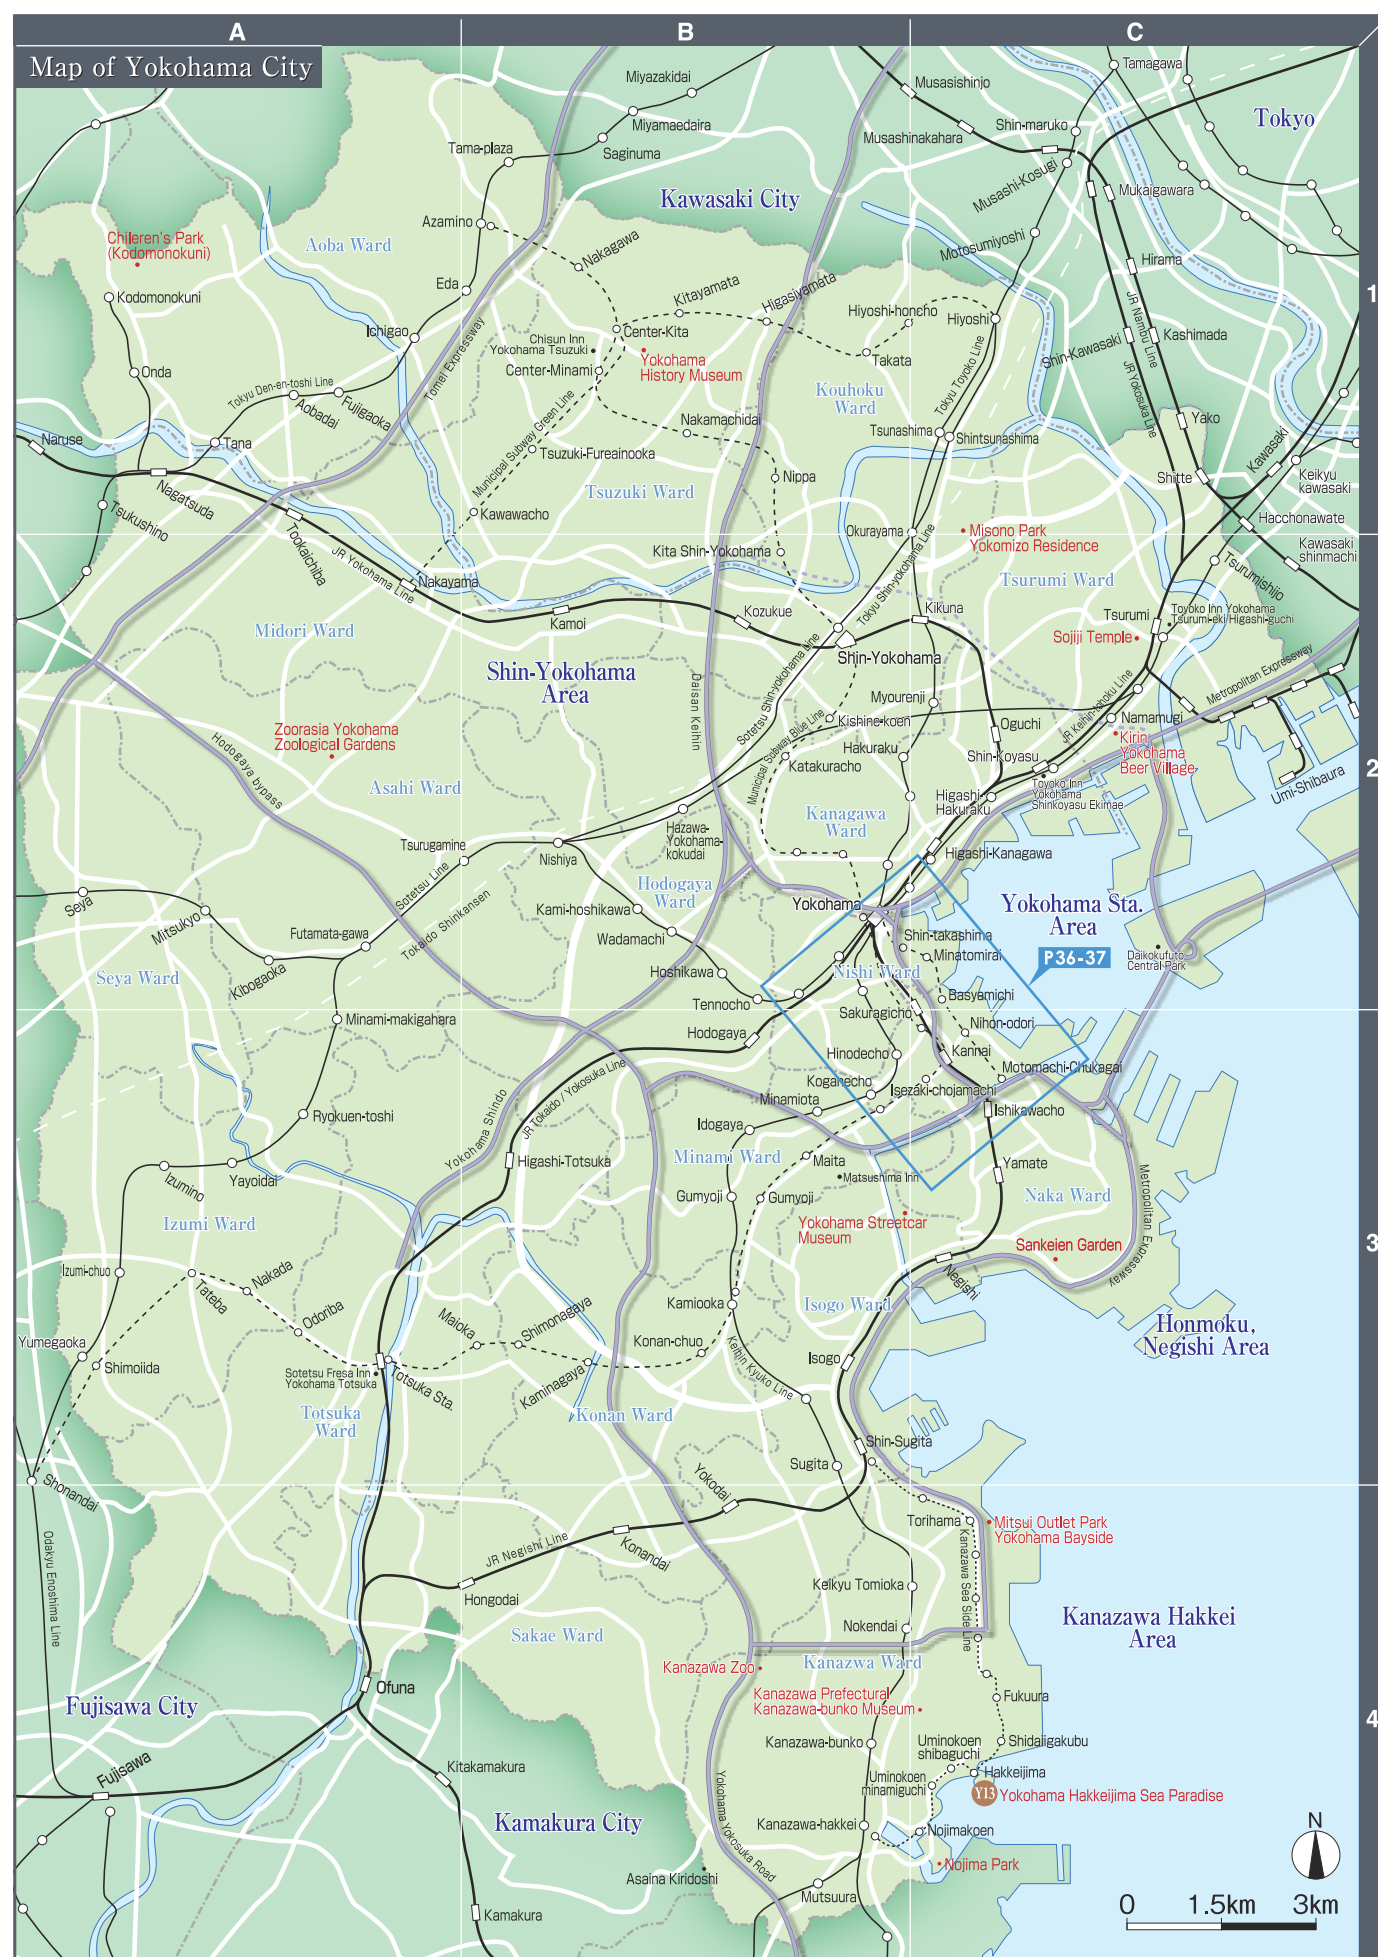 A
B
C
Map of Yokohama City
Tamagawa
Miyazakidai
Musasishinjo
Tokyo
Miyamaedaira
Shin-maruko
Musashinakahara
Tama-plaza
Saginuma
Musashi-Kosugi
Mukaigawara
Kawasaki City
Azamino
Chileren's Park
(Kodomonokuni)
Aoba Ward
Nakagawa
Motosumiyoshi
Hirama
Eda
Kodomonokuni
Kitayamata
Higasiyamata
Hiyoshi-honcho
Hiyoshi
JR Nambu Line
1
Ichigao
Tomei Expressway
Chisun Inn
Yokohama Tsuzuki
Center-Kita
Center-Minami
Yokohama
History Museum
Takata
Shin-Kawasaki
Kashimada
JR Yokosuka Line
Onda
Tokyu Den-en-toshi Line
Aobadai
Fujigaoka
Kouhoku
Ward
Tokyu Toyoko Line
Nakamachidai
Yako
Naruse
Tana
Tsunashima
Shintsunashima
Municipal Subway Green Line
Tsuzuki-Fureainooka
Nippa
Shitte
Kawasaki
Keikyu
kawasaki
Nagatsuda
Tsuzuki Ward
Tsukushino
Kawawacho
Tookaichiba
Okurayama
Misono Park
Yokomizo Residence
Hacchonawate
Kita Shin-Yokohama
Kawasaki
shinmachi
JR Yokohama Line
Nakayama
Tokyu Shin-yokohama Line
Tsurumi Ward
Tsurumishijo
Kozukue
Kikuna
Tsurumi
Toyoko Inn Yokohama
Tsurumi-eki Higashi-guchi
Kamoi
Midori Ward
Sojiji Temple
Shin-Yokohama
Area
Shin-Yokohama
Metropolitan Expressway
Daisan Keihin
Sotetsu Shin-yokohama Line
Myourenji
JR Keihin-tohoku Line
Zoorasia Yokohama
Zoological Gardens
Kishine-koen
Oguchi
Namamugi
Hodogaya bypass
Municipal Subway Blue Line
Hakuraku
Shin-Koyasu
Kirin
Yokohama
Beer Village
Katakuracho
2
Asahi Ward
Toyoko Inn
Yokohama
Shinkoyasu Ekimae
Umi-Shibaura
Kanagawa
Ward
Higashi-
Hakuraku
Hazawa-
Yokohama-
kokudai
Tsurugamine
Nishiya
Higashi-Kanagawa
Sotetsu Line
Hodogaya
Ward
Seya
Tokaido Shinkansen
Kami-hoshikawa
Yokohama
Yokohama Sta.
Area
Mitsukyo
Futamata-gawa
Wadamachi
Shin-takashima
Minatomirai
P36-37
Daikokufuto
Central Park
Kibogaoka
Seya Ward
Hoshikawa
Nishi Ward
Tennocho
Basyamichi
Minami-makigahara
Hodogaya
Sakuragicho
Nihon-odori
Hinodecho
Kannai
Motomachi-Chukagai
Koganecho
Isezaki-chojamachi
JR Tokaido / Yokosuka Line
Minamiota
Ishikawacho
Ryokuen-toshi
Yokohama Shindo
Idogaya
Higashi-Totsuka
Minami Ward
Maita
Yamate
Izumino
Yayoidai
Matsushima Inn
Metropolitan Expressway
Gumyoji
Gumyoji
Naka Ward
Izumi Ward
Yokohama Streetcar
Museum
3
Sankeien Garden
Izumi-chuo
Nakada
Tateba
Negishi
Kamiooka
Isogo Ward
Odoriba
Maioka
Shimonagaya
Honmoku,
Negishi Area
Yumegaoka
Shimoiida
Konan-chuo
Keihin Kyuko Line
Isogo
Sotetsu Fresa Inn
Yokohama Totsuka
Totsuka Sta.
Kaminagaya
Totsuka
Ward
Konan Ward
Shin-Sugita
Shonandai
Sugita
Yokodai
Torihama
Mitsui Outlet Park
Yokohama Bayside
Odakyu Enoshima Line
JR Negishi Line
Konandai
Kanazawa Sea Side Line
Hongodai
Keikyu Tomioka
Kanazawa Hakkei
Area
Nokendai
Sakae Ward
Kanazawa Zoo
Kanazwa Ward
Ofuna
Fujisawa City
Kanazawa Prefectural
Kanazawa-bunko Museum
Fukuura
4
Kanazawa-bunko
Uminokoen
shibaguchi
Shidaligakubu
Fujisawa
Kitakamakura
Hakkeijima
Uminokoen
minamiguchi
Y13
Yokohama Hakkeijima Sea Paradise
Yokohama Yokosuka Road
Kamakura City
Kanazawa-hakkei
Nojimakoen
N
Asaina Kiridoshi
Nojima Park
Mutsuura
Kamakura
0 1.5km 3km